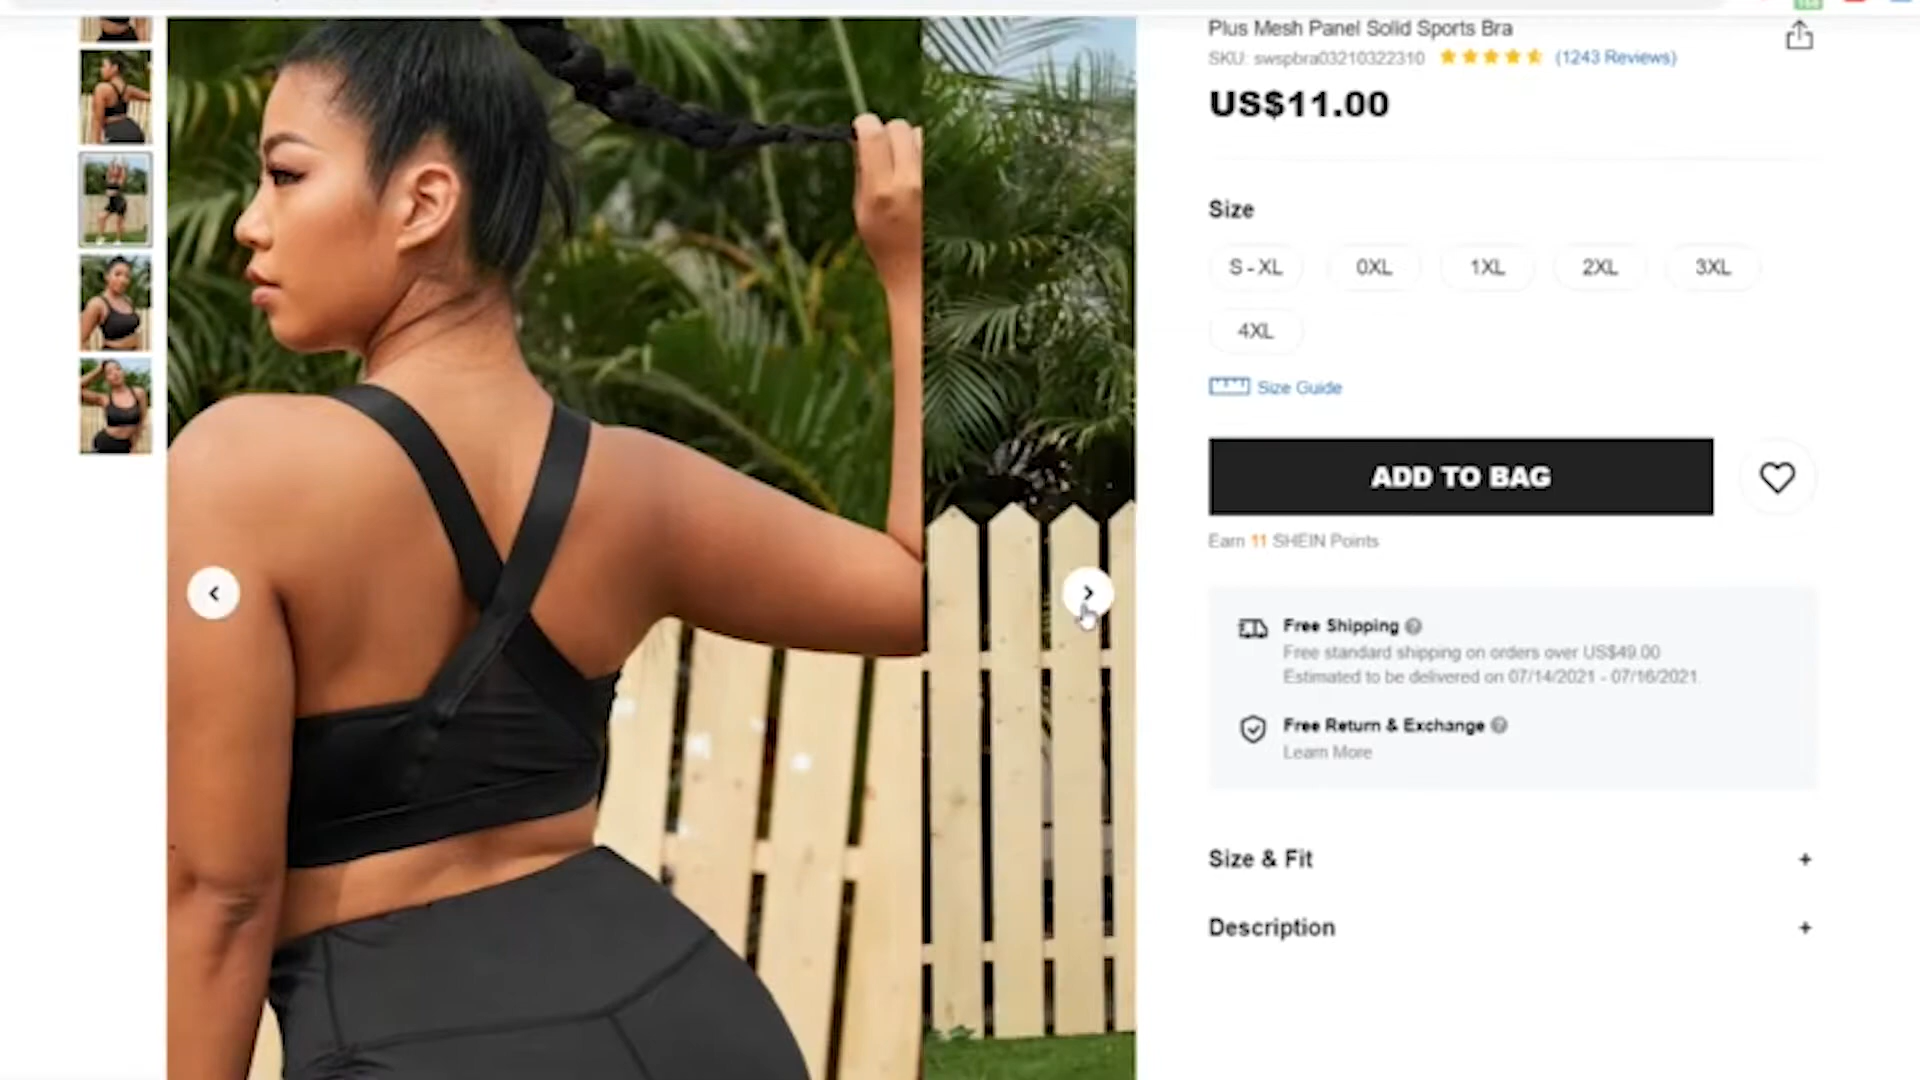 Plus Mesh Panel Solid Sports Bra
SKU: swspbra03210322310 (1243 Reviews)
US$11.00
Size
S - XL 0XL 1XL 2XL 3XL
4XL
Size Guide
ADD TO BAG
Earn 11 SHEIN Points
Free Shipping
Free standard shipping on orders over US$49.00
Estimated to be delivered on 07/14/2021 - 07/16/2021.
Free Return & Exchange
Learn More
Size & Fit +
Description +